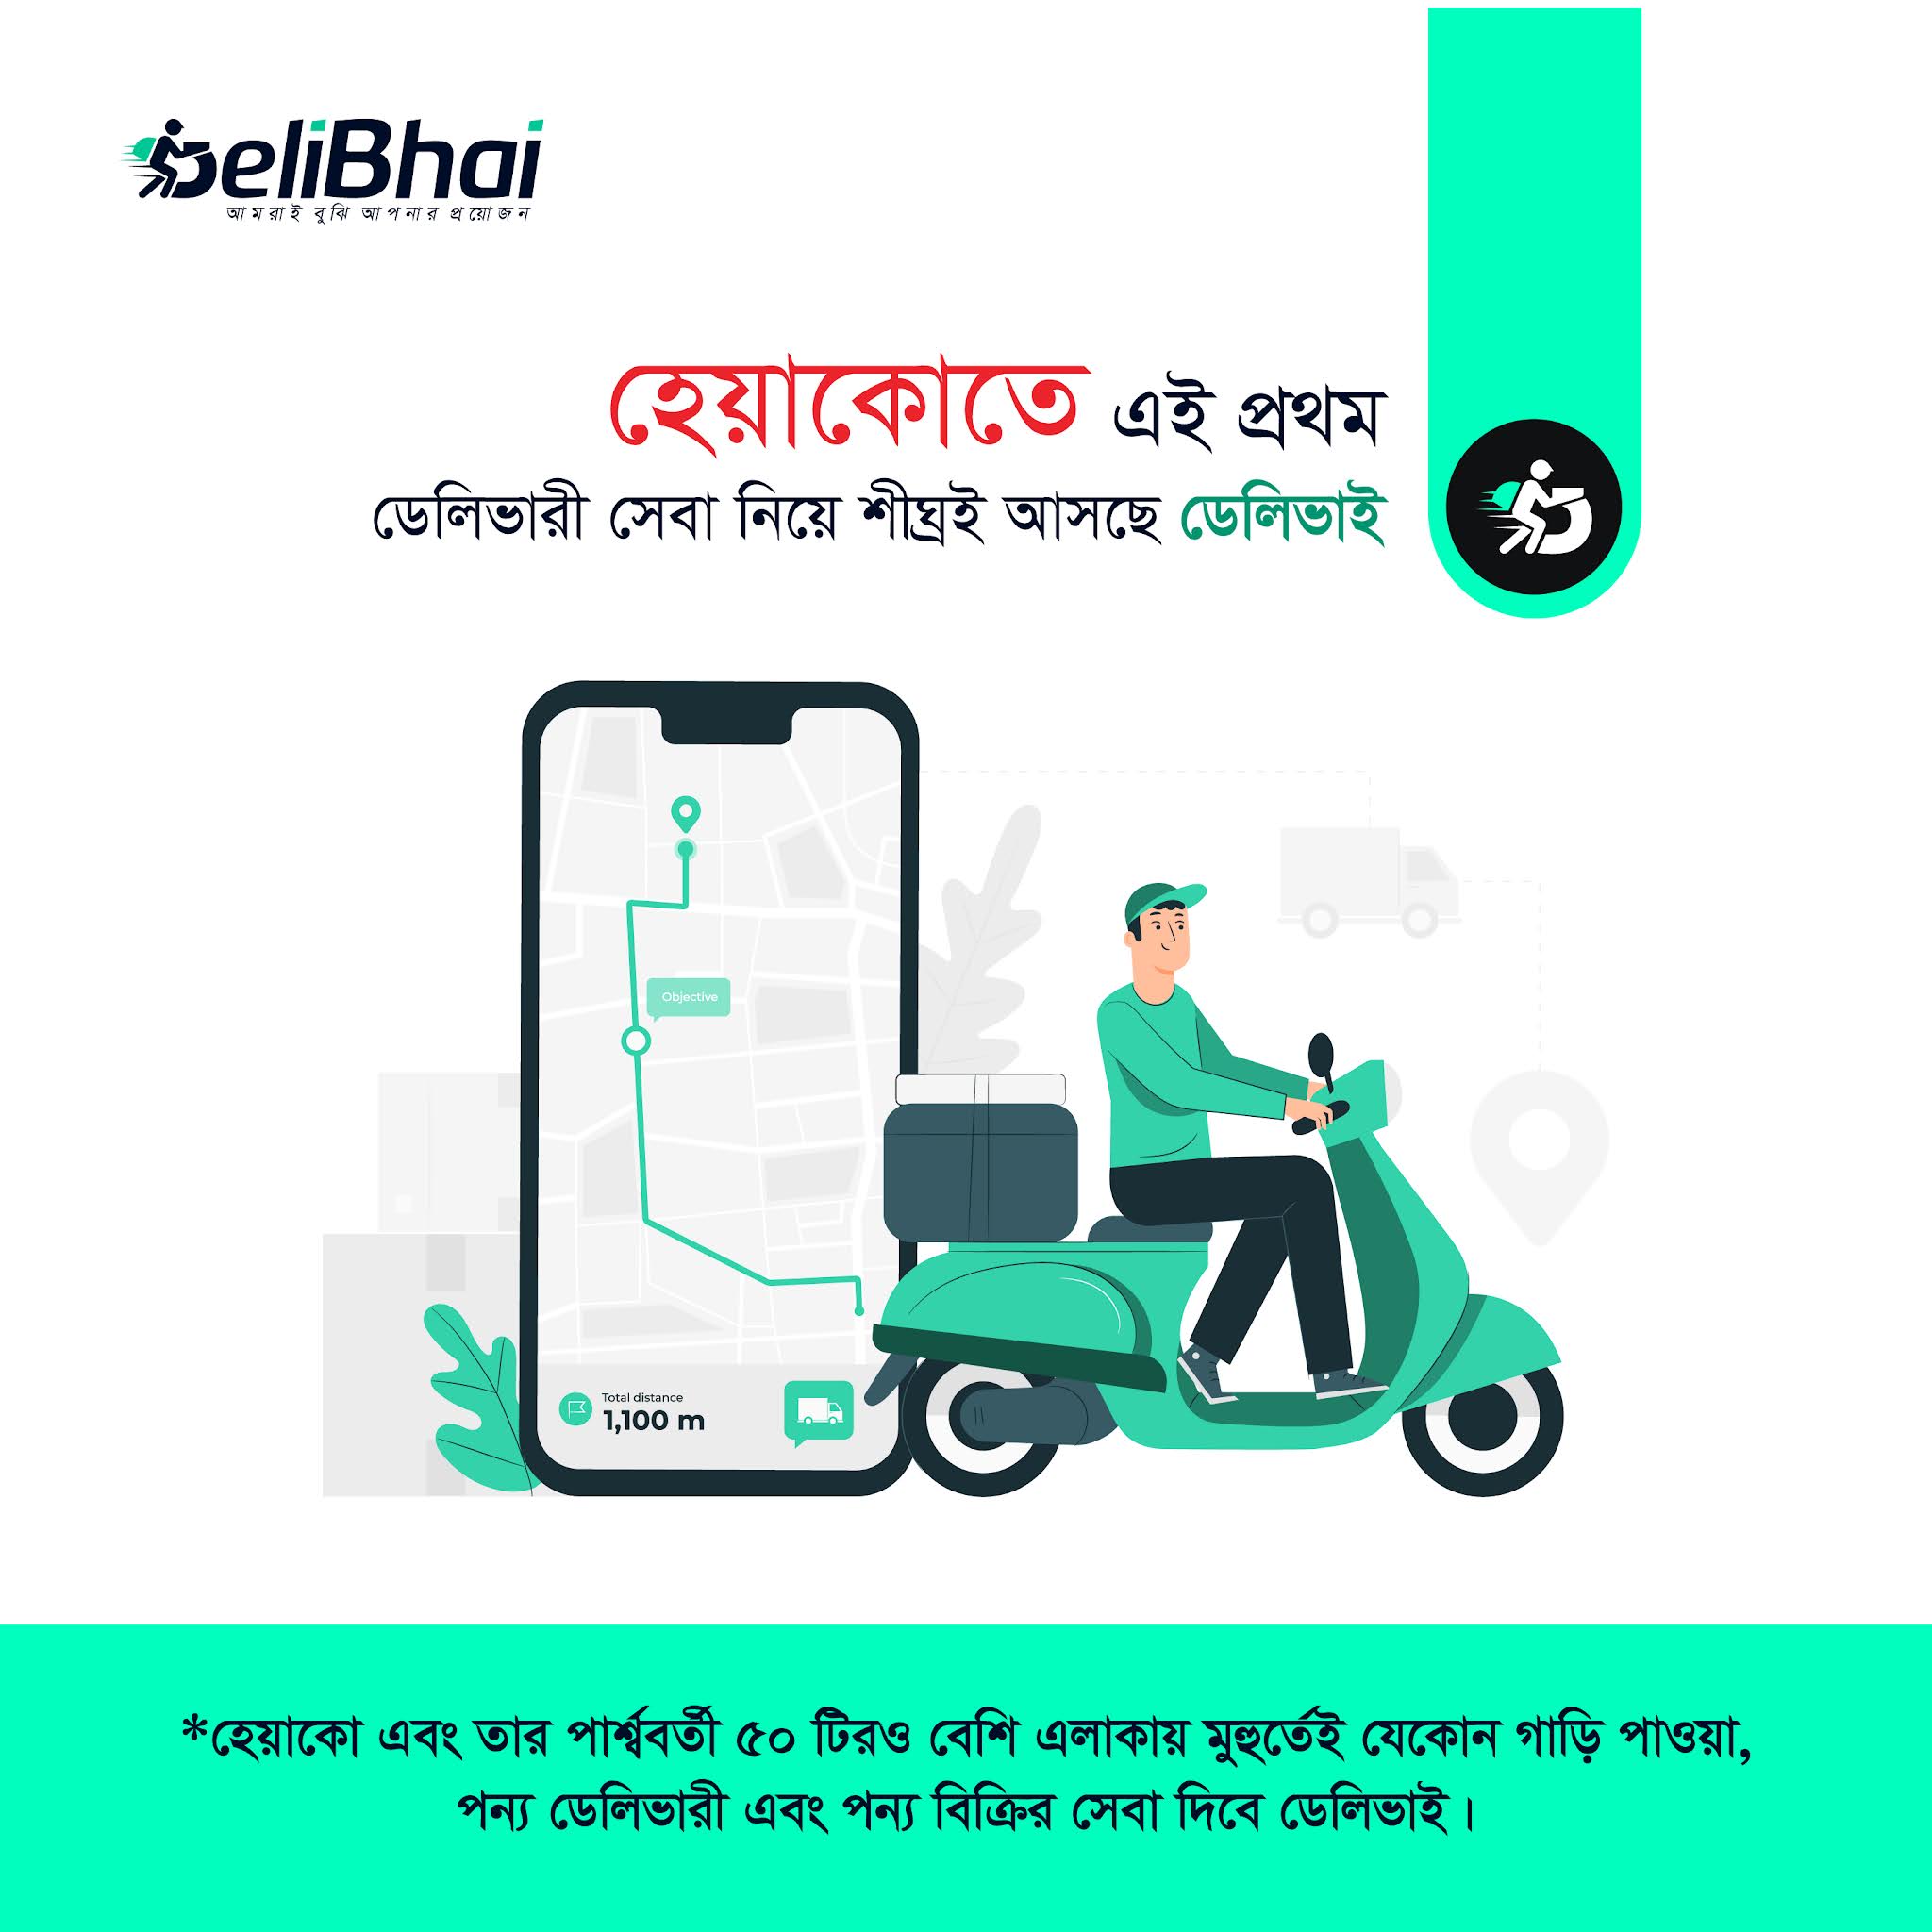 DeliBhai
আমরাই বুঝি আপনার প্রয়োজন
হেয়াকোতে এই প্রথম
ডেলিভারী সেবা নিয়ে শীঘ্রই আসছে ডেলিভাই
Objective
Total distance
1,100 m
*হেয়াকো এবং তার পার্শ্ববর্তী ৫০ টিরও বেশি এলাকায় মুহুর্তেই যেকোন গাড়ি পাওয়া,
পন্য ডেলিভারী এবং পন্য বিক্রির সেবা দিবে ডেলিভাই।